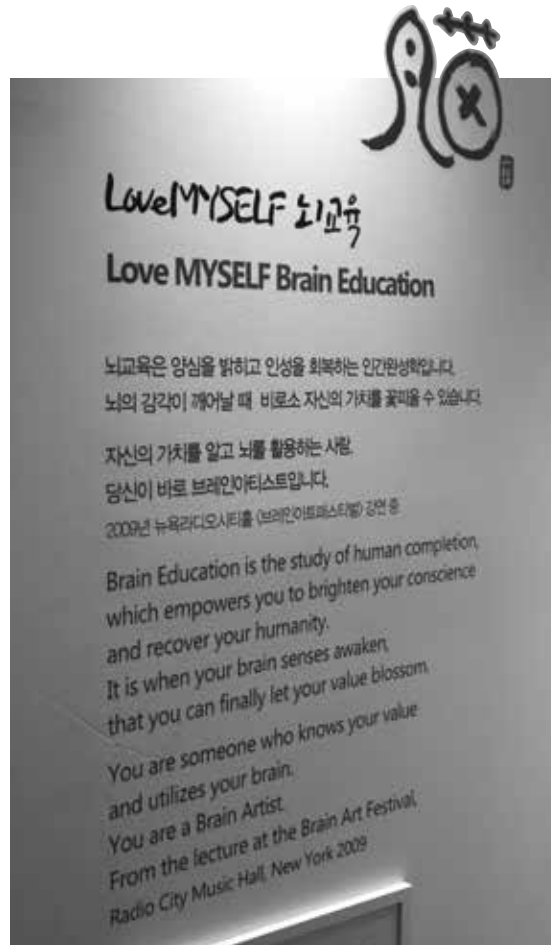 LoveMYSELF 뇌교육
Love MYSELF Brain Education
뇌교육은 양심을 밝히고 인성을 회복하는 인간완성학입니다.
뇌의 감각이 깨어날 때 비로소 자신의 가치를 꽃피울 수 있습니다.
자신의 가치를 알고 뇌를 활용하는 사람,
당신이 바로 브레인아티스트입니다.
2009년 뉴욕라디오시티홀 <브레인아트페스티벌> 강연 중
Brain Education is the study of human completion,
which empowers you to brighten your conscience
and recover your humanity.
It is when your brain senses awaken,
that you can finally let your value blossom.
You are someone who knows your value
and utilizes your brain.
You are a Brain Artist.
From the lecture at the Brain Art Festival,
Radio City Music Hall, New York 2009